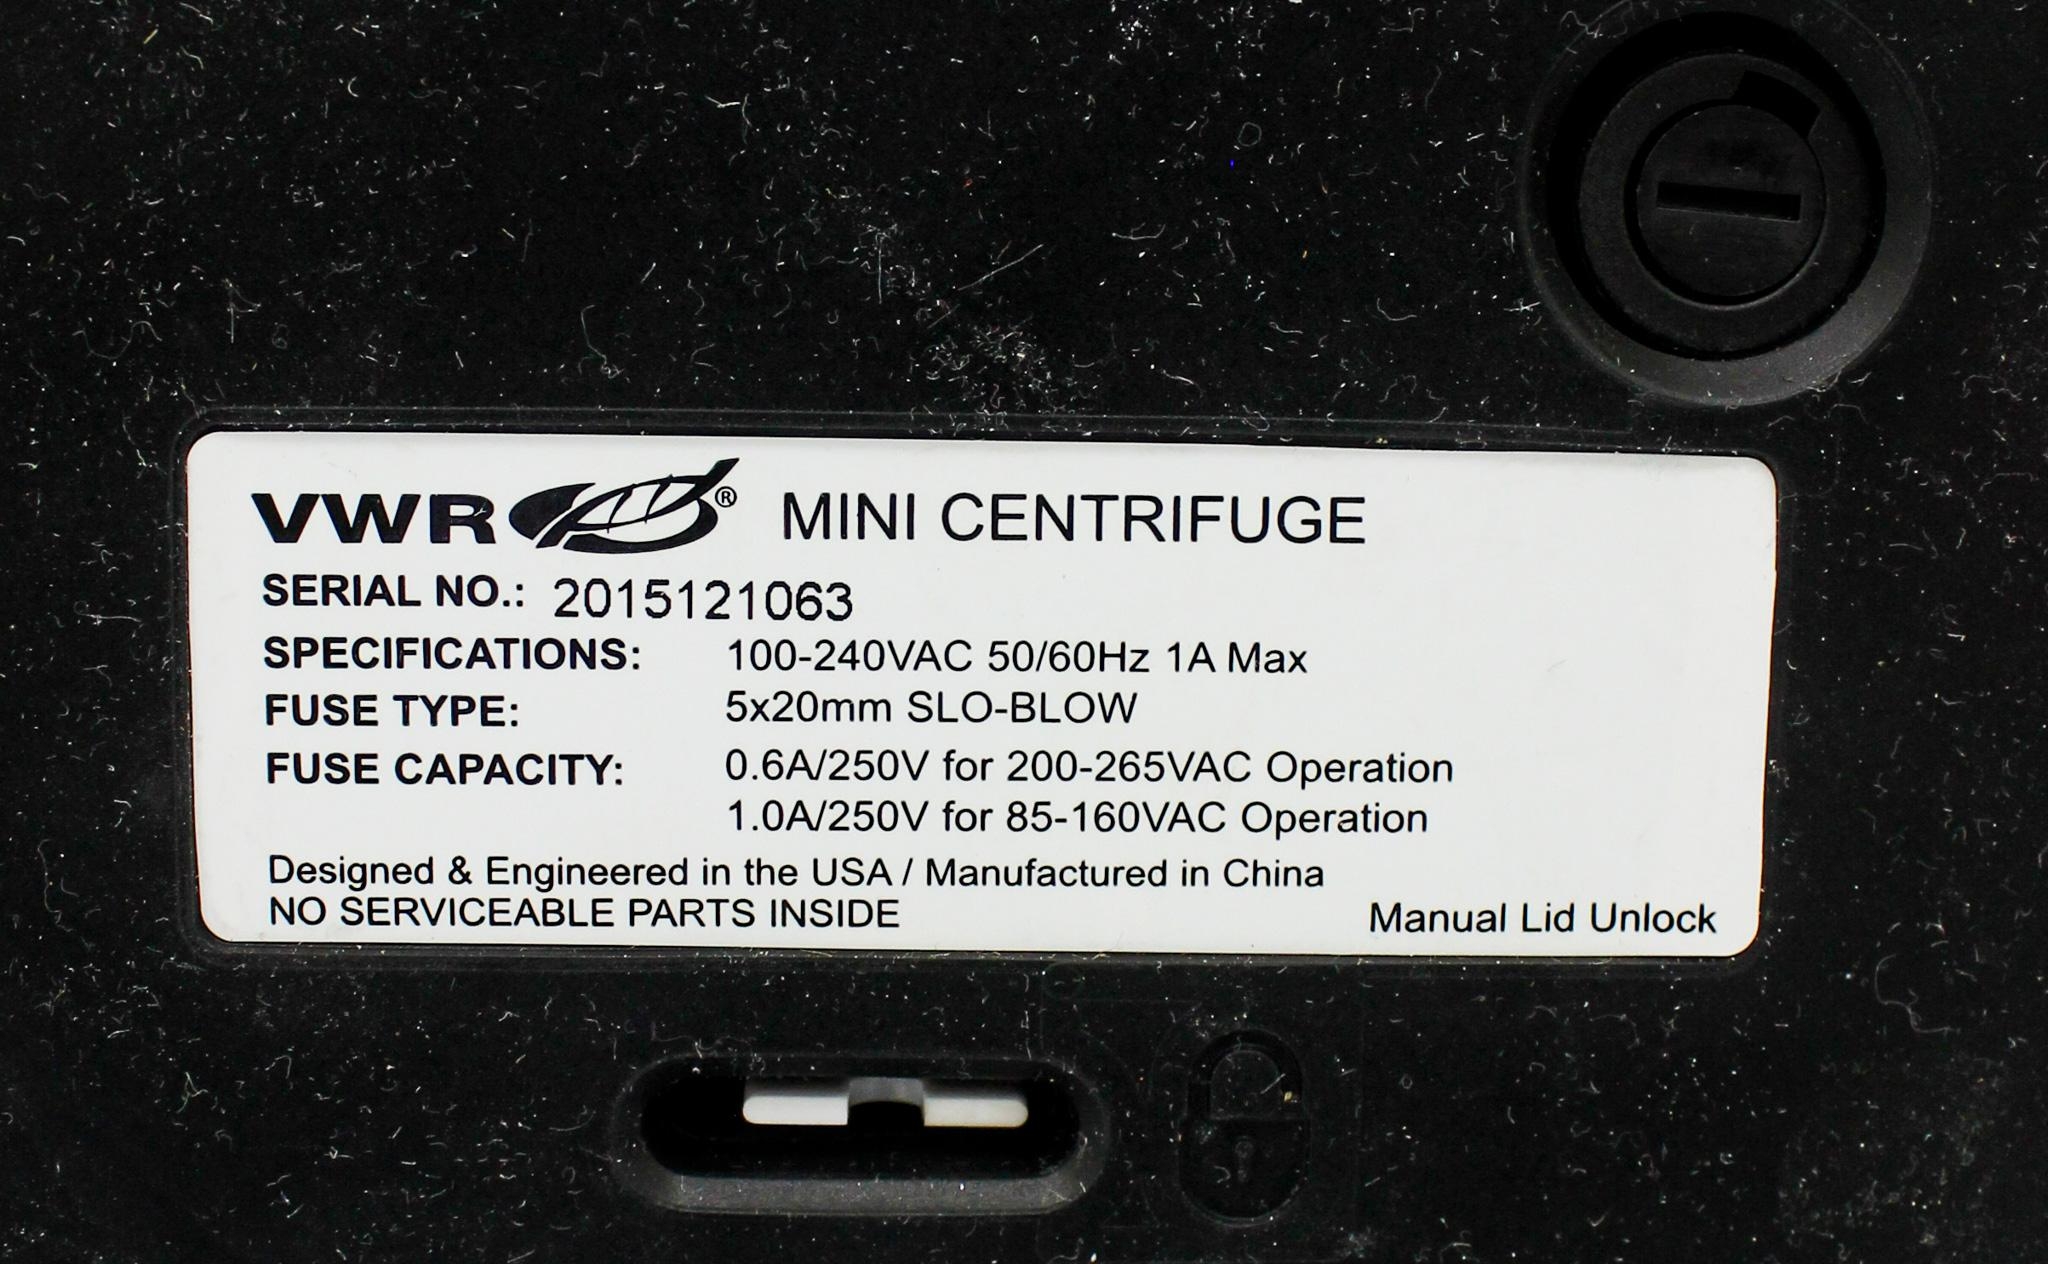 VWR® MINI CENTRIFUGE
SERIAL NO.: 2015121063
SPECIFICATIONS: 100-240VAC 50/60Hz 1A Max
FUSE TYPE: 5x20mm SLO-BLOW
FUSE CAPACITY: 0.6A/250V for 200-265VAC Operation
1.0A/250V for 85-160VAC Operation
Designed & Engineered in the USA / Manufactured in China
NO SERVICEABLE PARTS INSIDE Manual Lid Unlock